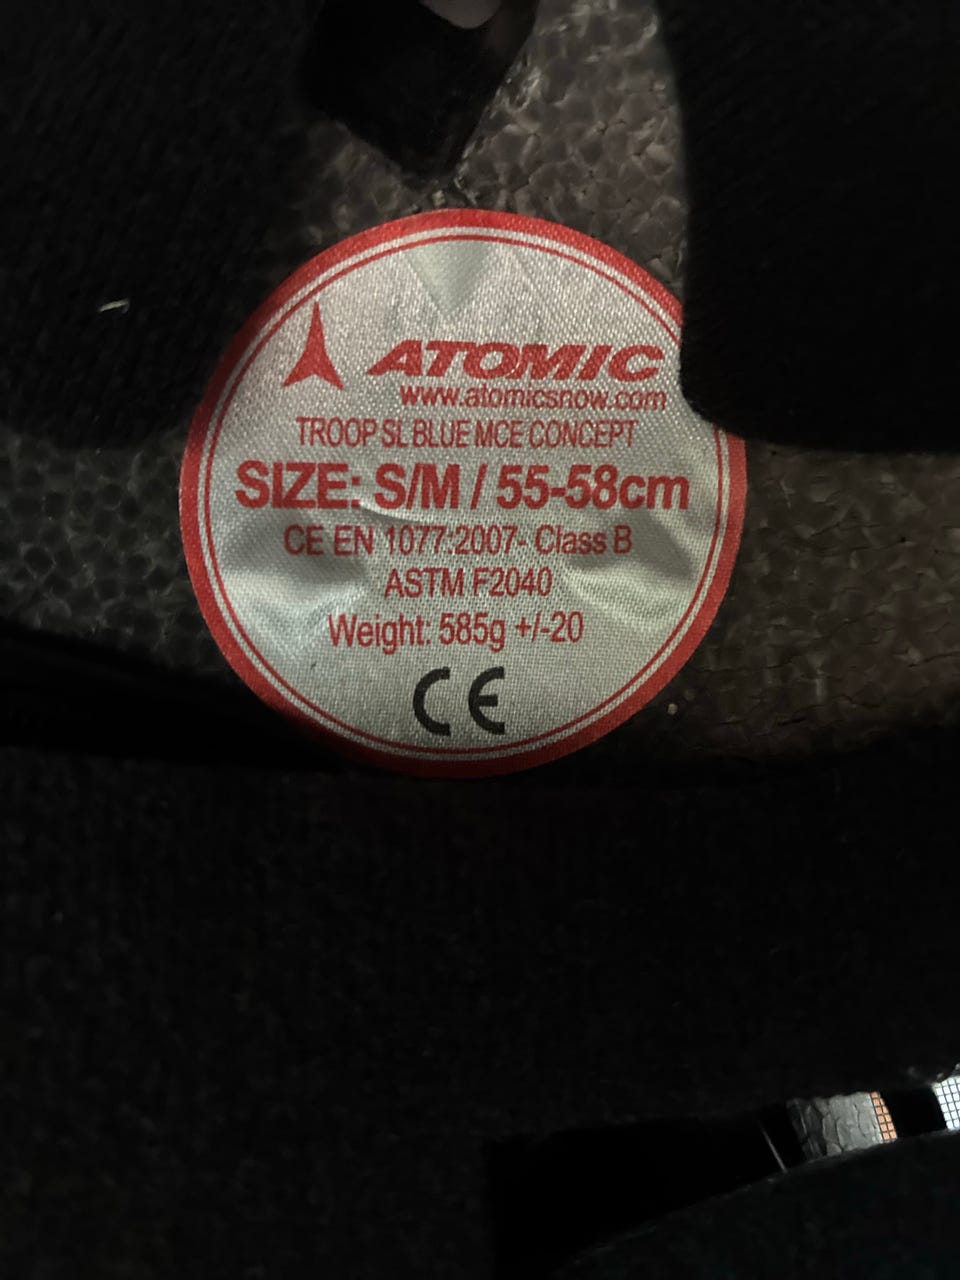 ATOMIC
www.atomicsnow.com
TROOP SL BLUE MCE CONCEPT
SIZE: S/M / 55-58cm
CE EN 1077:2007- Class B
ASTM F2040
Weight: 585g +/-20
CE